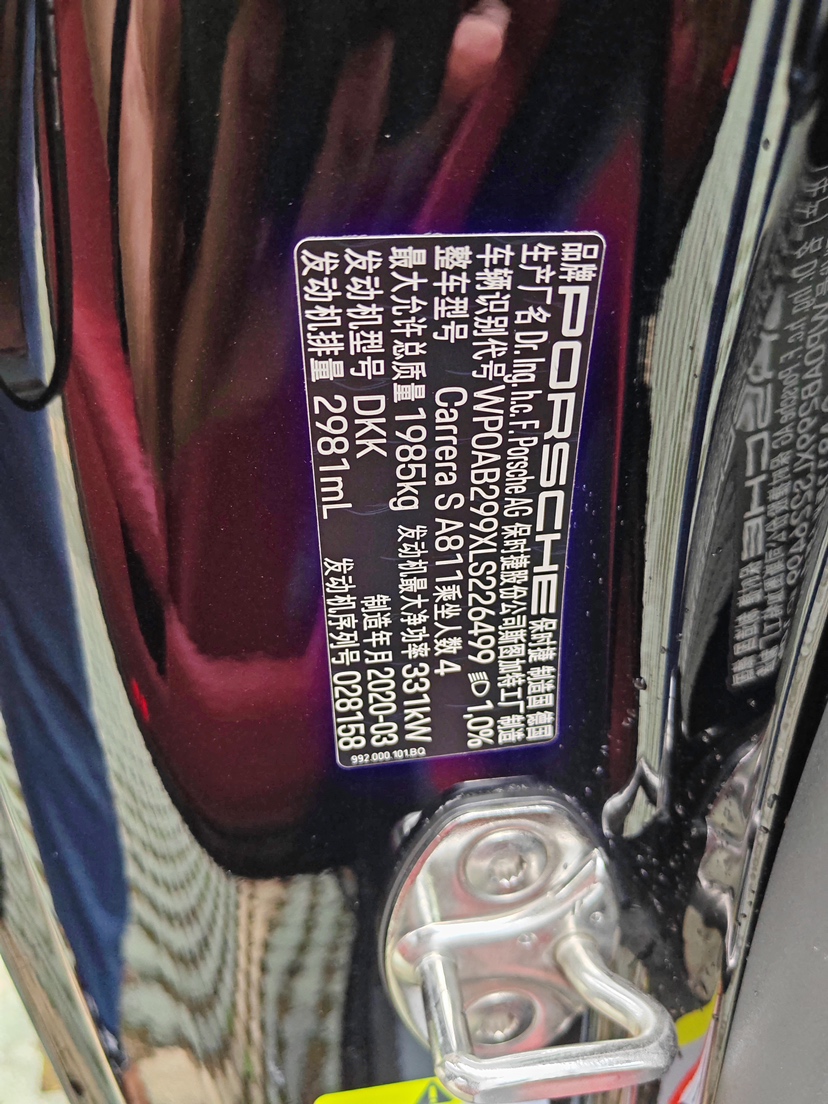 品牌 PORSCHE 保时捷 制造国 德国
生产厂名 Dr. Ing. h.c. F. Porsche AG 保时捷股份公司斯图加特工厂 制造
车辆识别代号 WP0AB299XLS226499 1,0%
整车型号 Carrera S A811 乘坐人数 4
最大允许总质量 1985kg 发动机最大净功率 331kW
发动机型号 DKK 制造年月 2020-03
发动机排量 2981mL 发动机序列号 028158
992.000.101.BQ